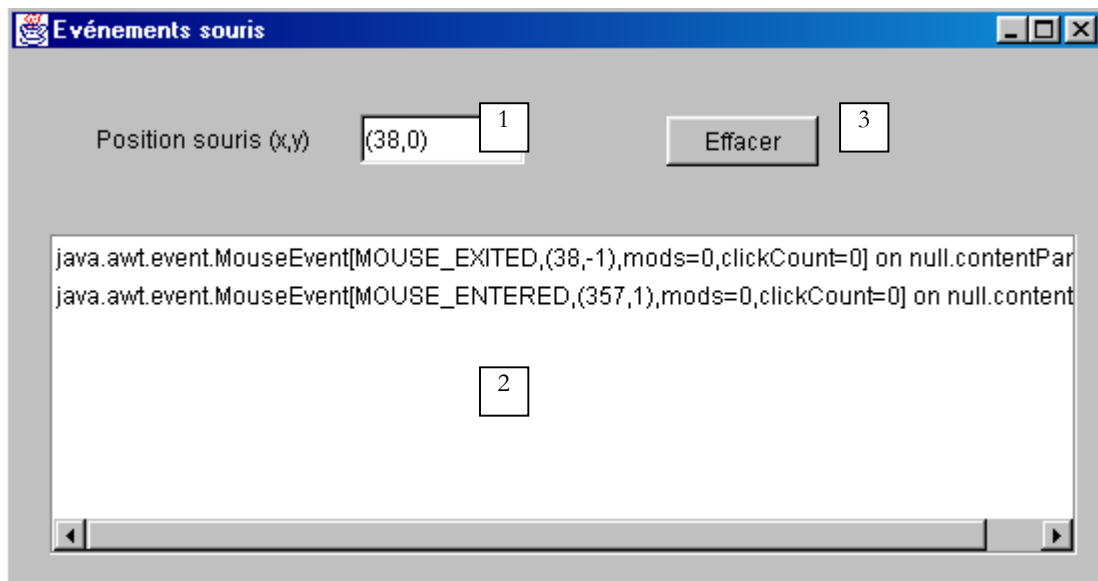 Evénements souris
Position souris (x,y) (38,0) 1 Effacer 3
java.awt.event.MouseEvent[MOUSE_EXITED,(38,-1),mods=0,clickCount=0] on null.contentPar
java.awt.event.MouseEvent[MOUSE_ENTERED,(357,1),mods=0,clickCount=0] on null.content
2